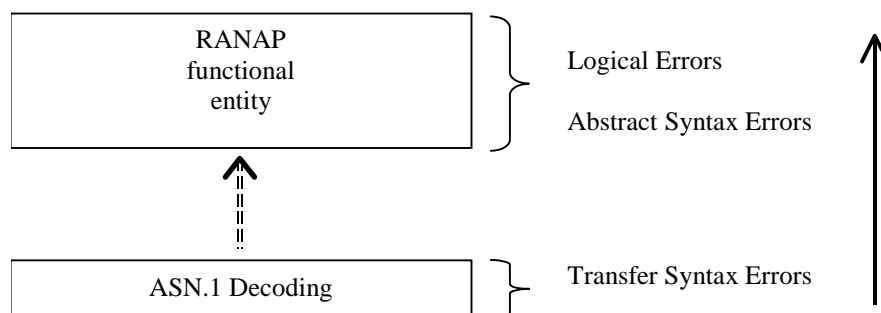 RANAP
functional
entity
Logical Errors
Abstract Syntax Errors
ASN.1 Decoding
Transfer Syntax Errors